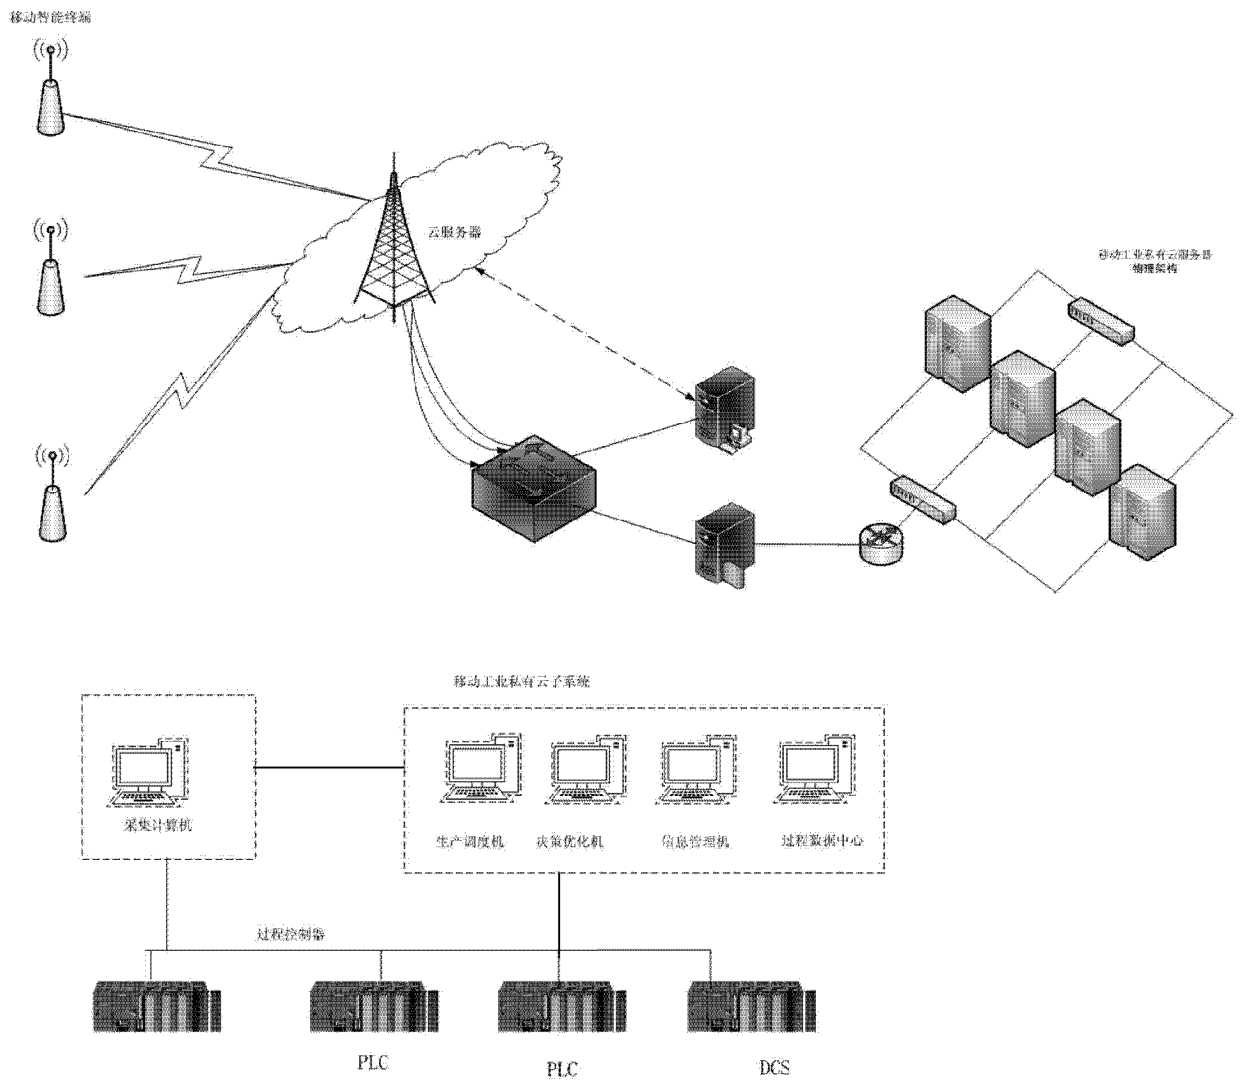 移动智能终端
云服务器
移动工业私有云服务器
物理架构
移动工业私有云子系统
采集计算机
生产调度机
决策优化机
信息管理机
过程数据中心
过程控制器
PLC
PLC
DCS